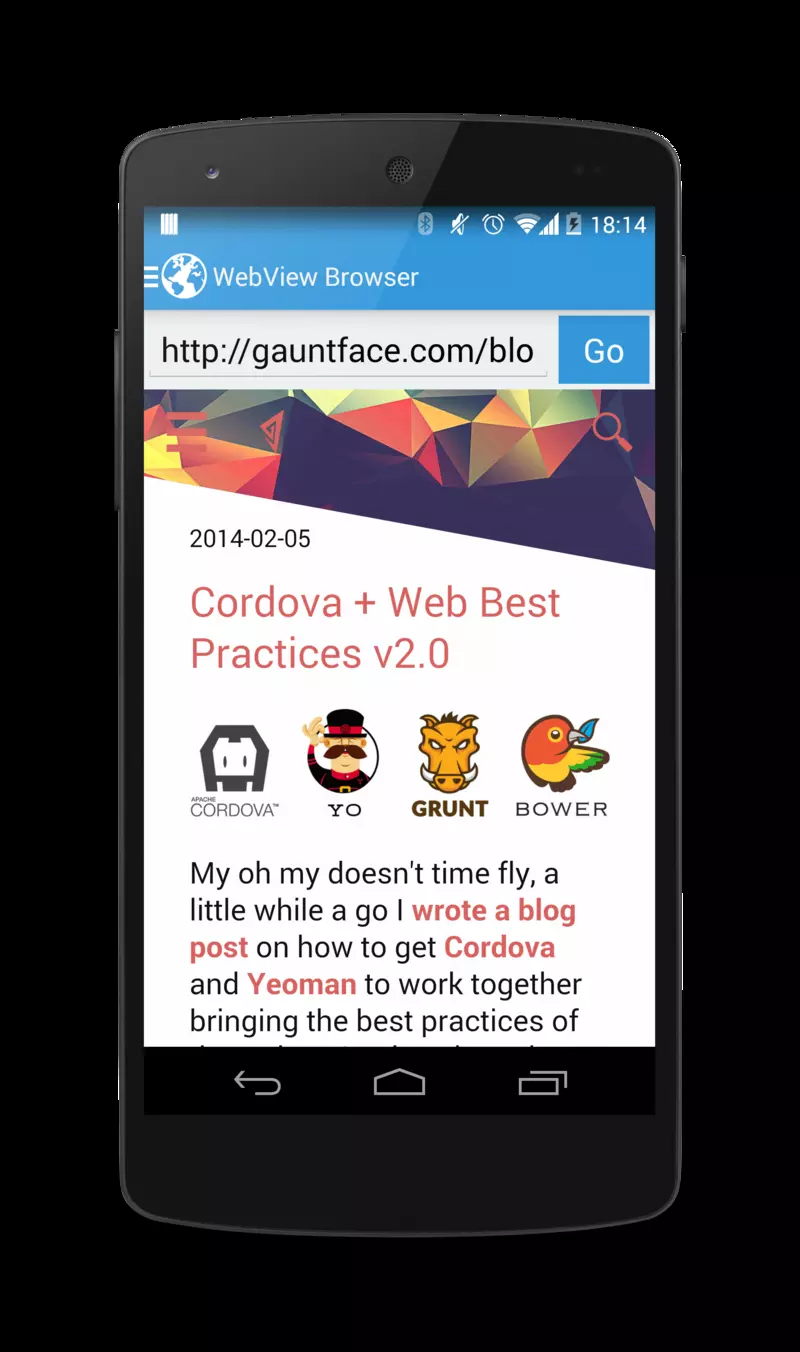 18:14
WebView Browser
http://gauntface.com/blo
Go
2014-02-05
Cordova + Web Best
Practices v2.0
APACHE
CORDOVA™
YO
GRUNT
BOWER
My oh my doesn't time fly, a
little while a go I wrote a blog
post on how to get Cordova
and Yeoman to work together
bringing the best practices of